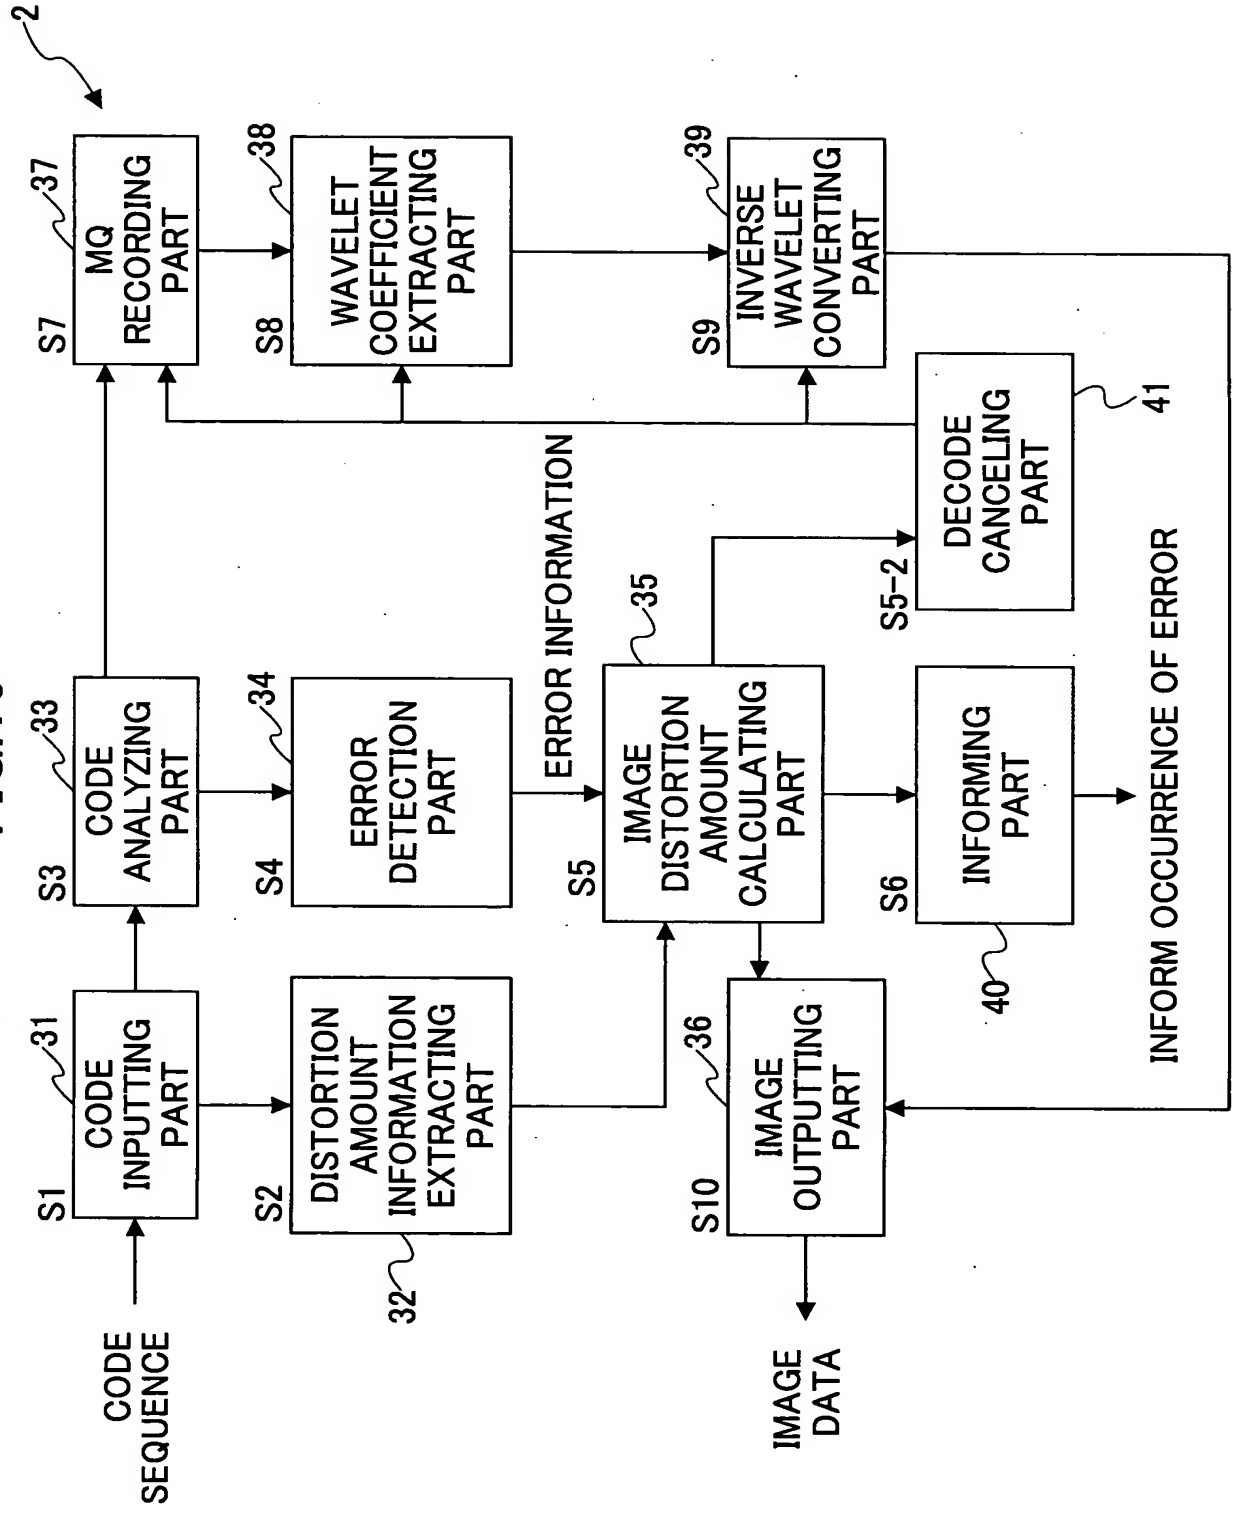 2
CODE
SEQUENCE
S1
31
CODE
INPUTTING
PART
S3
33
CODE
ANALYZING
PART
S7
37
MQ
RECORDING
PART
S2
32
DISTORTION
AMOUNT
INFORMATION
EXTRACTING
PART
S4
34
ERROR
DETECTION
PART
S8
38
WAVELET
COEFFICIENT
EXTRACTING
PART
ERROR INFORMATION
S5
35
IMAGE
DISTORTION
AMOUNT
CALCULATING
PART
S9
39
INVERSE
WAVELET
CONVERTING
PART
IMAGE
DATA
S10
36
IMAGE
OUTPUTTING
PART
S6
40
INFORMING
PART
S5-2
41
DECODE
CANCELING
PART
INFORM OCCURRENCE OF ERROR